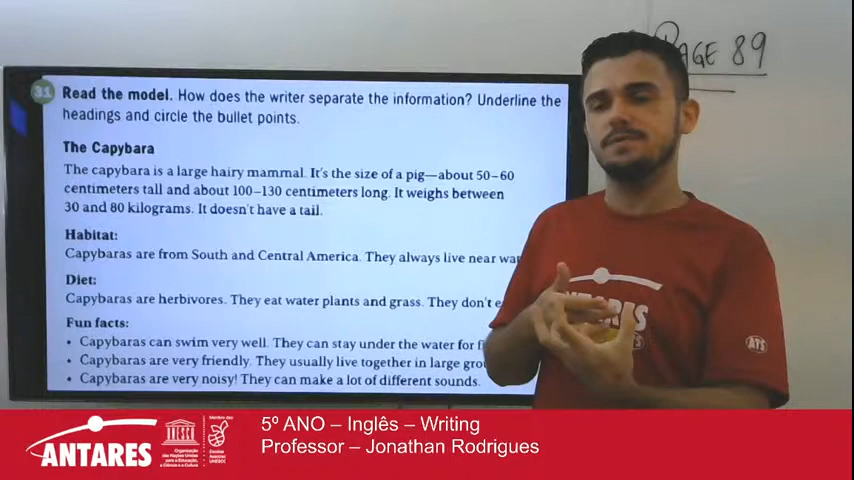 PAGE 89
31 Read the model. How does the writer separate the information? Underline the
headings and circle the bullet points.
The Capybara
The capybara is a large hairy mammal. It's the size of a pig—about 50–60
centimeters tall and about 100–130 centimeters long. It weighs between
30 and 80 kilograms. It doesn't have a tail.
Habitat:
Capybaras are from South and Central America. They always live near
Diet:
Capybaras are herbivores. They eat water plants and grass. They don't
Fun facts:
• Capybaras can swim very well. They can stay under the water for
• Capybaras are very friendly. They usually live together in large
• Capybaras are very noisy! They can make a lot of different sounds.
ATS
ANTARES
5º ANO – Inglês – Writing
Professor – Jonathan Rodrigues